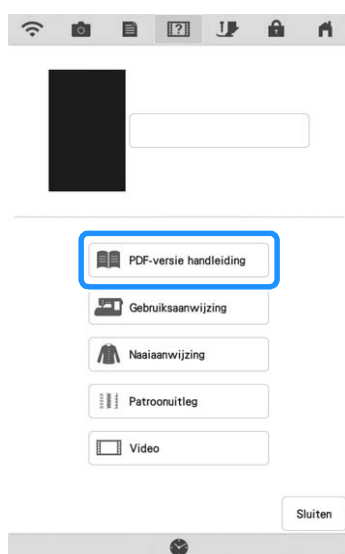 PDF-versie handleiding
Gebruiksaanwijzing
Naaiaanwijzing
Patroonuitleg
Video
Sluiten